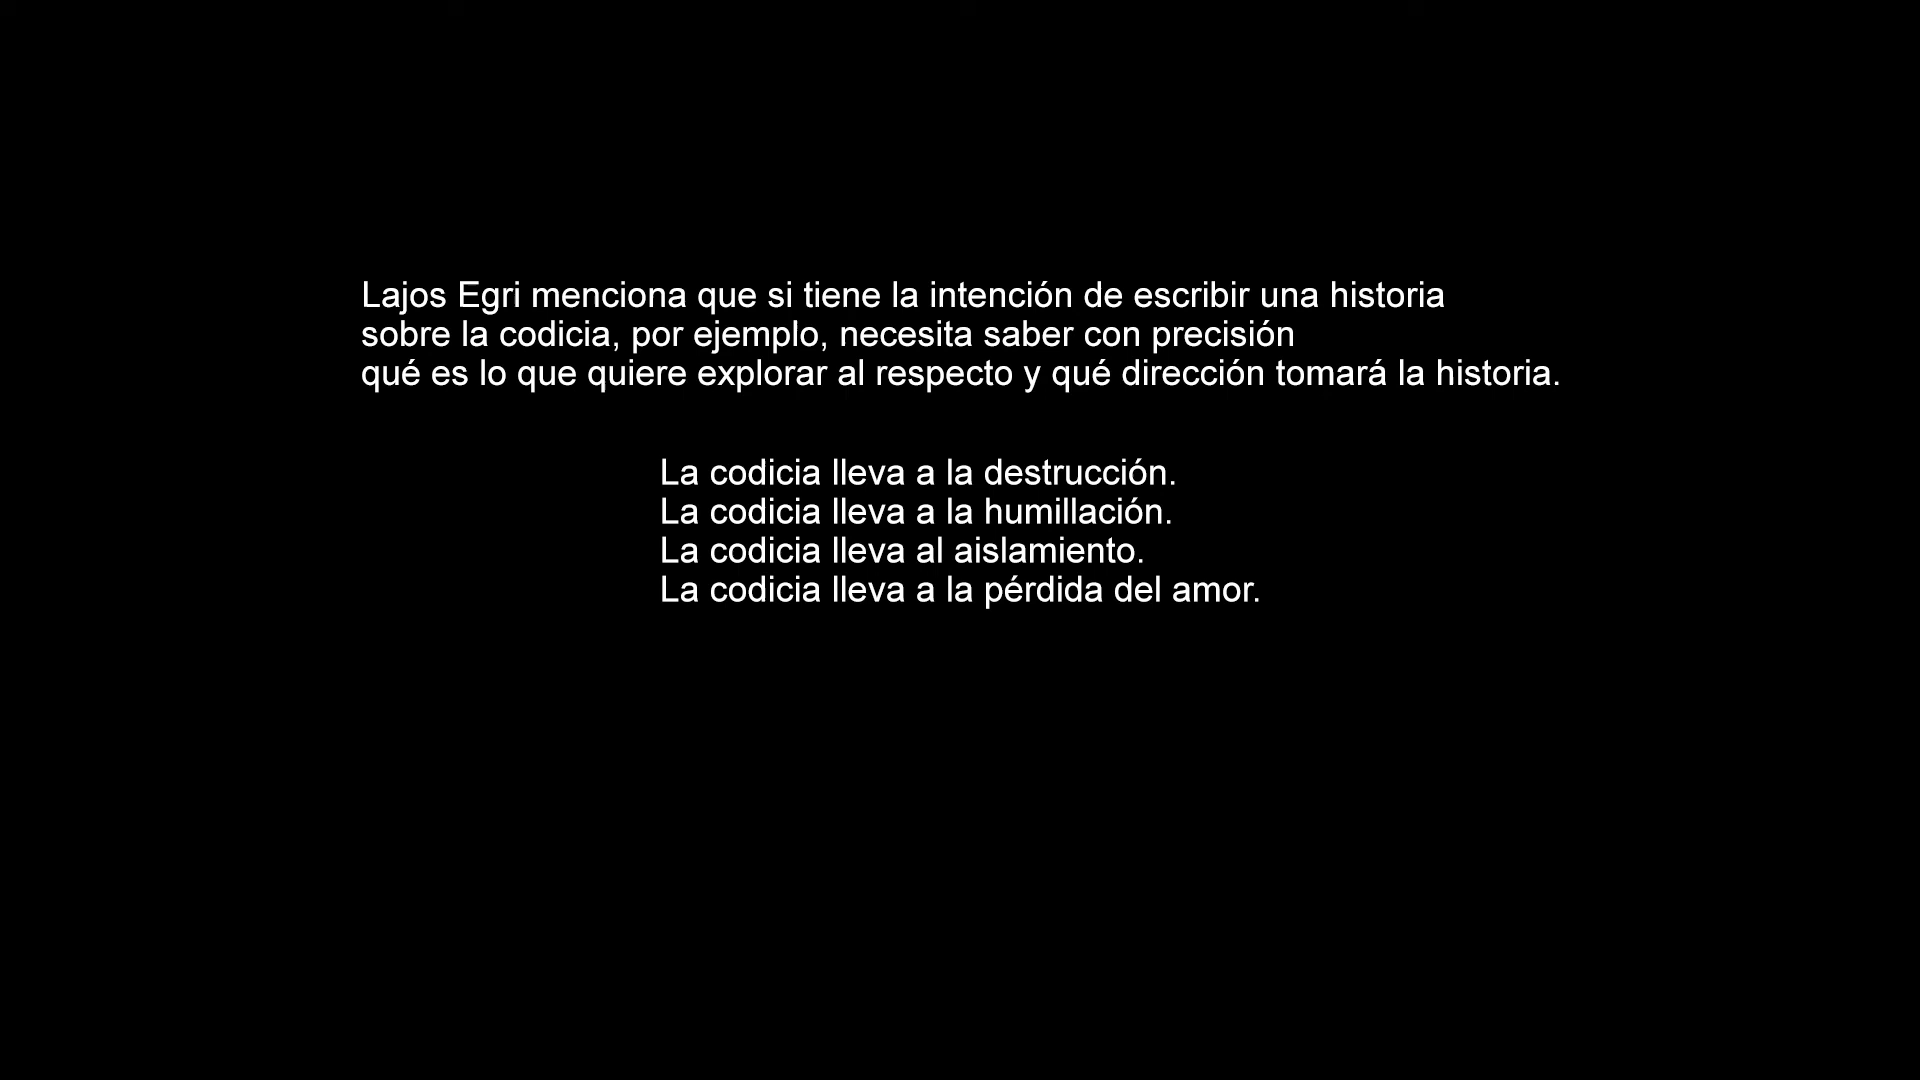 Lajos Egri menciona que si tiene la intención de escribir una historia
sobre la codicia, por ejemplo, necesita saber con precisión
qué es lo que quiere explorar al respecto y qué dirección tomará la historia.
La codicia lleva a la destrucción.
La codicia lleva a la humillación.
La codicia lleva al aislamiento.
La codicia lleva a la pérdida del amor.